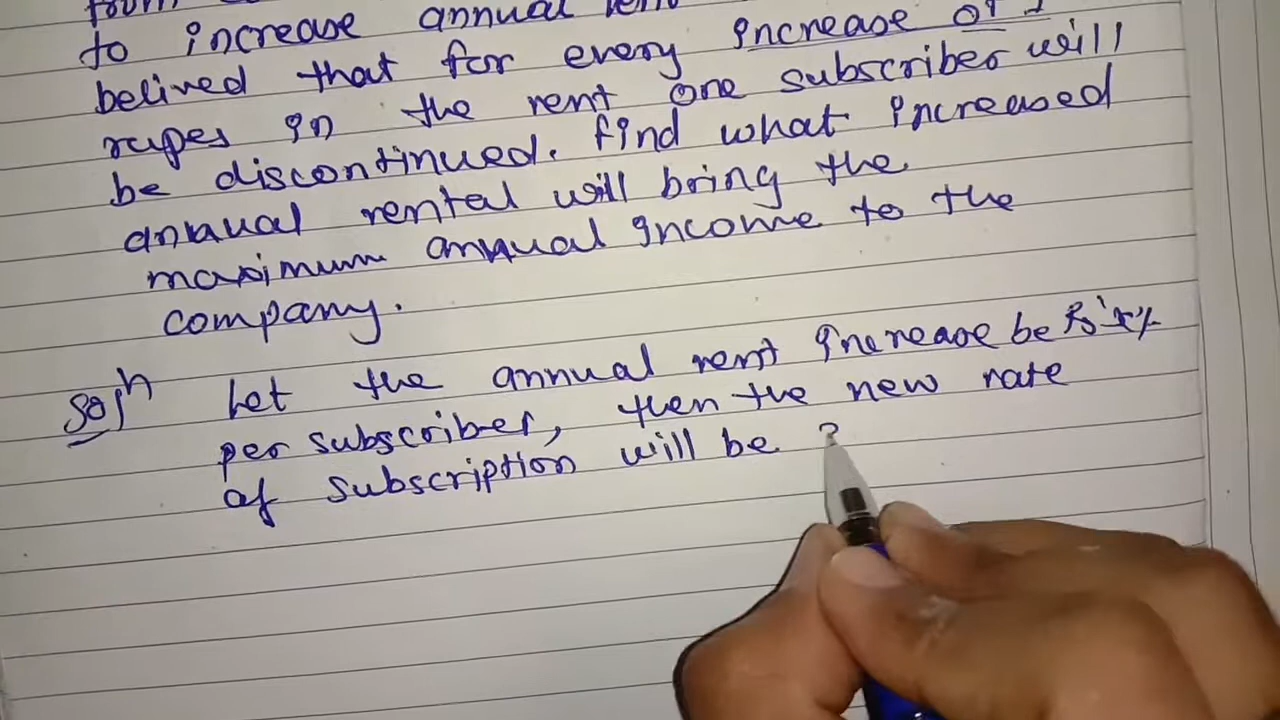 to increase annual
belived that for every increase of 1
rupes in the rent one subscriber will
be discontinued. Find what increased
annual rental will bring the
maximum annual income to the
company.
Soln Let the annual rent increase be Rs 'x'/-
per subscriber, then the new rate
of subscription will be